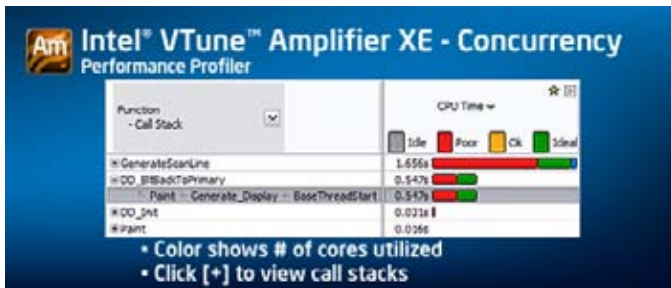 Am Intel® VTune™ Amplifier XE - Concurrency
Performance Profiler
Function
- Call Stack
CPU Time
Idle Poor Ok Ideal
GenerateScanLine 1.656s
DD_BltBackToPrimary 0.547s
Paint ← Generate_Display ← BaseThreadStart 0.547s
DD_Init 0.031s
Paint 0.016s
• Color shows # of cores utilized
• Click [+] to view call stacks